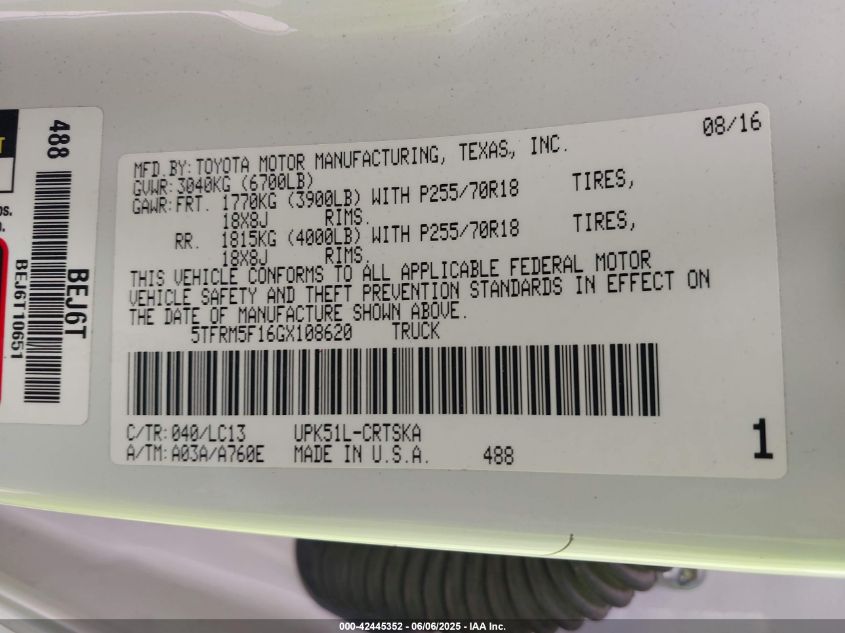 08/16
MFD.BY: TOYOTA MOTOR MANUFACTURING, TEXAS, INC.
GVWR: 3040KG (6700LB)
GAWR: FRT. 1770KG (3900LB) WITH P255/70R18 TIRES,
18X8J RIMS.
RR. 1815KG (4000LB) WITH P255/70R18 TIRES,
18X8J RIMS.
THIS VEHICLE CONFORMS TO ALL APPLICABLE FEDERAL MOTOR
VEHICLE SAFETY AND THEFT PREVENTION STANDARDS IN EFFECT ON
THE DATE OF MANUFACTURE SHOWN ABOVE.
5TFRM5F16GX108620 TRUCK
C/TR: 040/LC13 UPK51L-CRTSKA
A/TM: A03A/A760E MADE IN U.S.A. 488
1
488
BEJ6T
BEJ6T10651
000-42445352 | 06/06/2025 - IAA Inc.